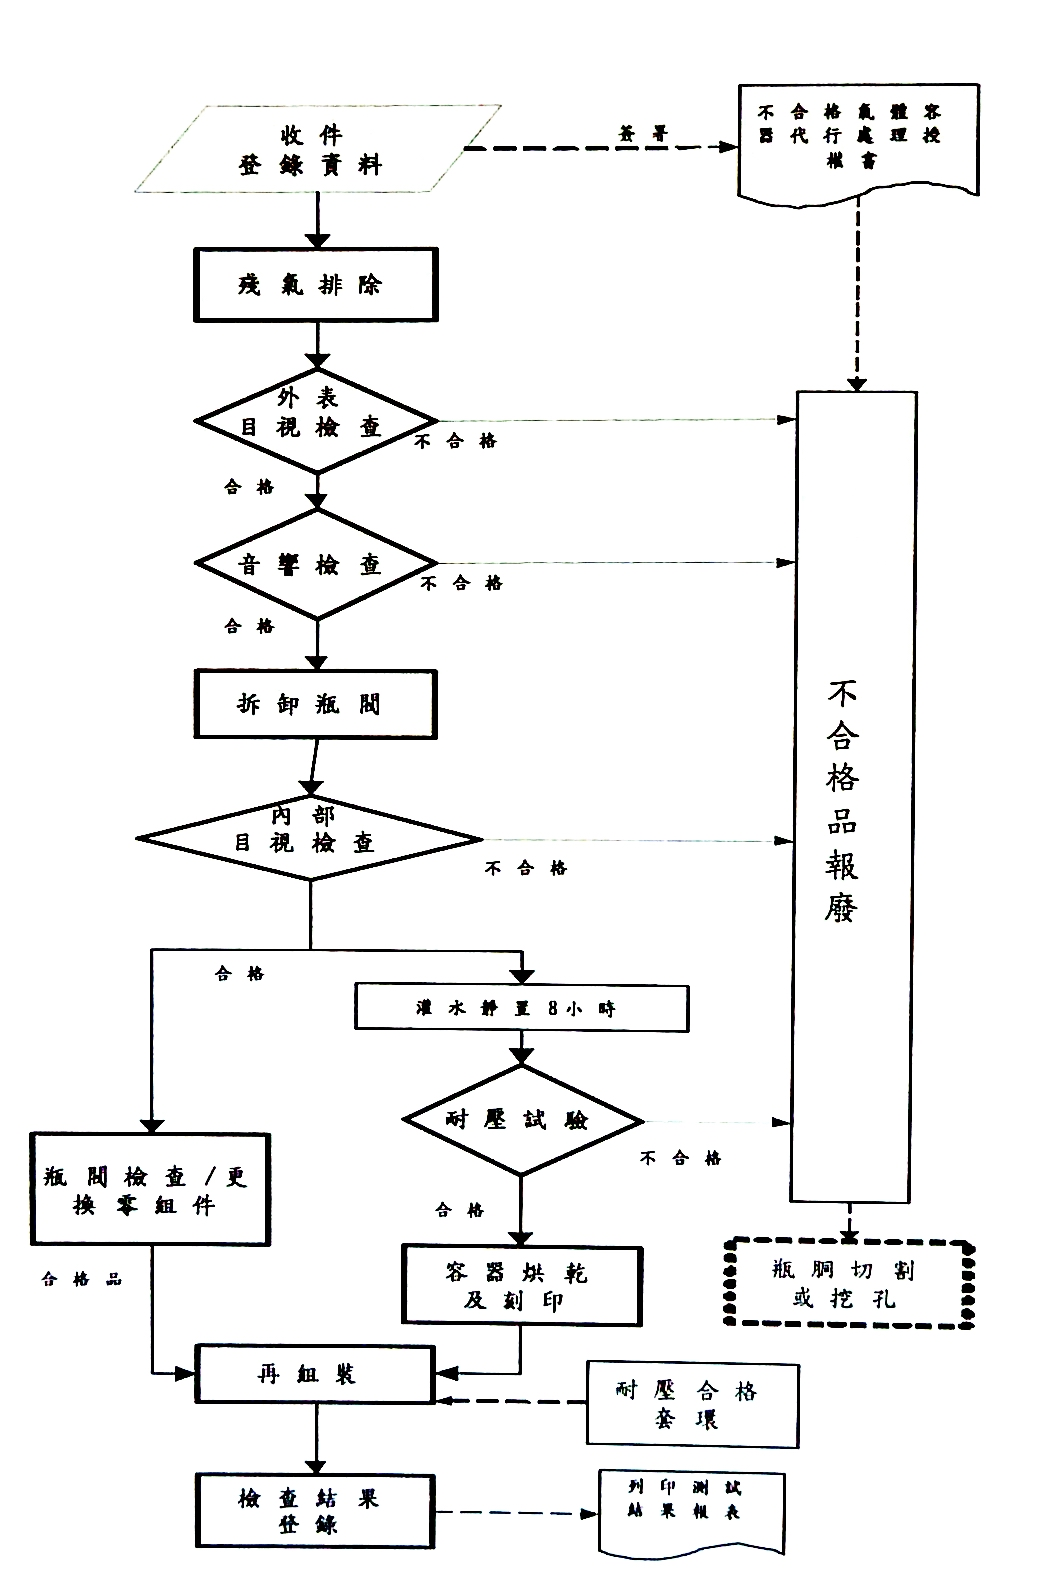 收件
登錄資料
簽署
不合格氣體容
器代行處理授
權書
殘氣排除
外表
目視檢查
不合格
合格
音響檢查
不合格
合格
拆卸瓶閥
內部
目視檢查
不合格
合格
灌水靜置8小時
耐壓試驗
不合格
合格
瓶閥檢查/更
換零組件
合格品
容器烘乾
及刻印
不合格品報廢
瓶胴切割
或挖孔
再組裝
耐壓合格
套環
檢查結果
登錄
列印測試
結果報表